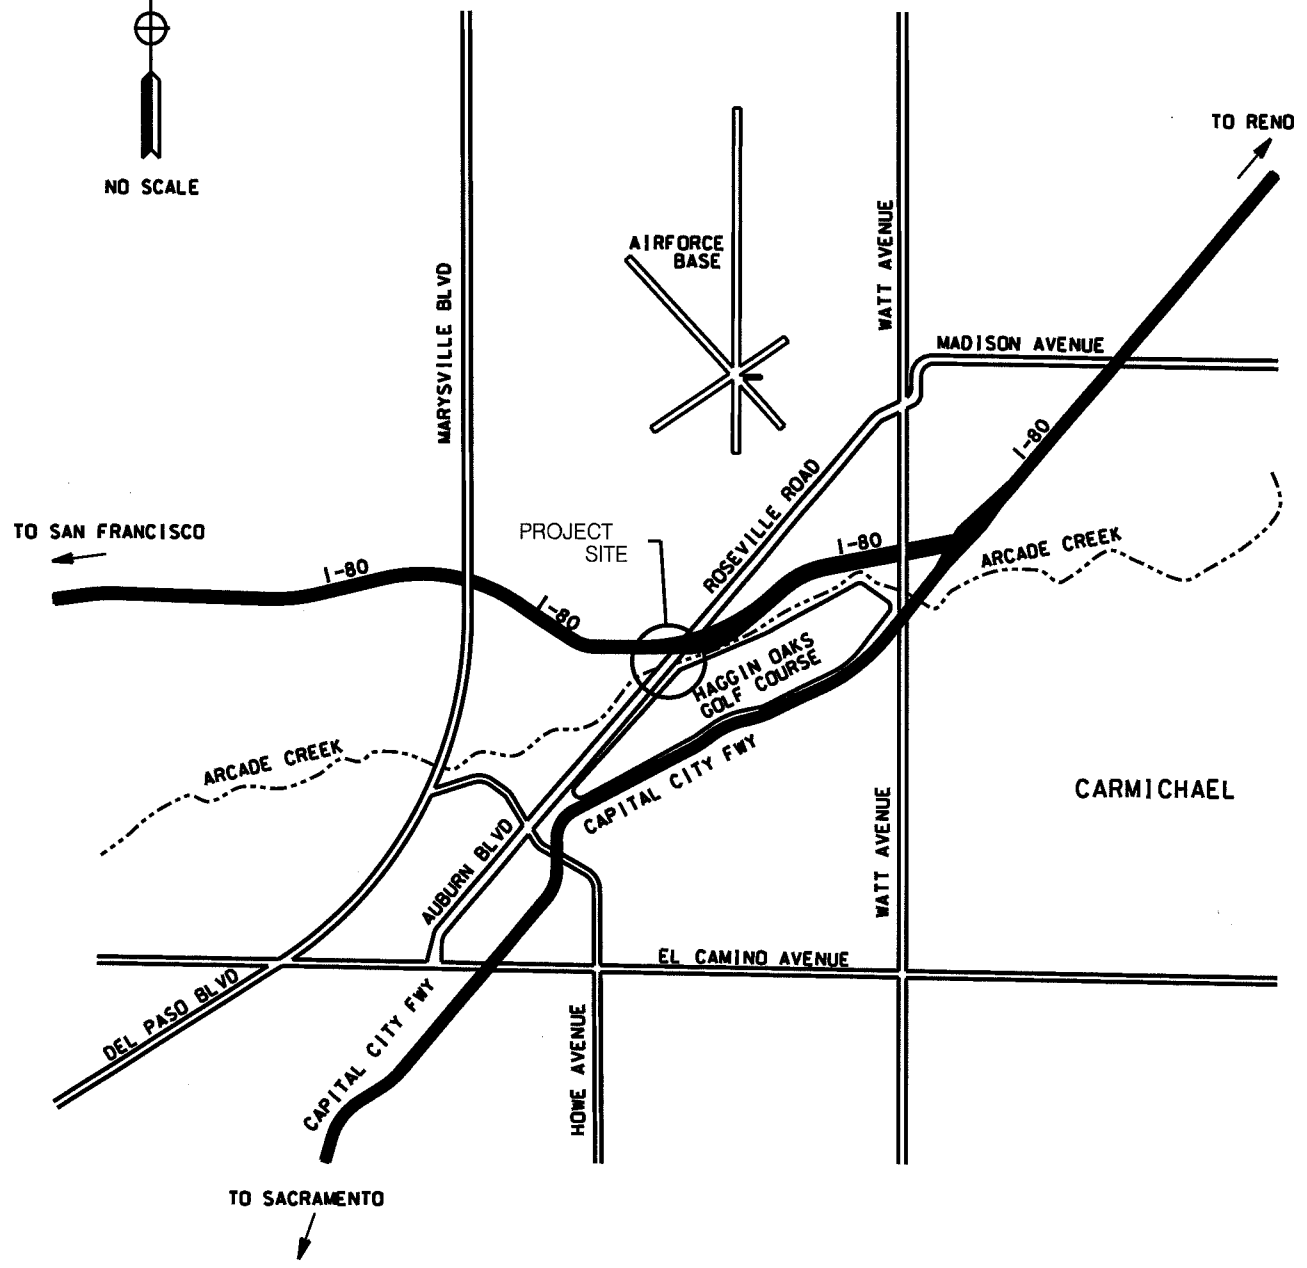 TO RENO
NO SCALE
AIRFORCE
BASE
WATT AVENUE
MARYSVILLE BLVD
MADISON AVENUE
I-80
ROSEVILLE ROAD
TO SAN FRANCISCO
PROJECT
SITE
I-80
ARCADE CREEK
I-80
I-80
HAGGIN OAKS
GOLF COURSE
ARCADE CREEK
CAPITAL CITY FWY
CARMICHAEL
AUBURN BLVD
WATT AVENUE
EL CAMINO AVENUE
DEL PASO BLVD
CAPITAL CITY FWY
HOWE AVENUE
TO SACRAMENTO